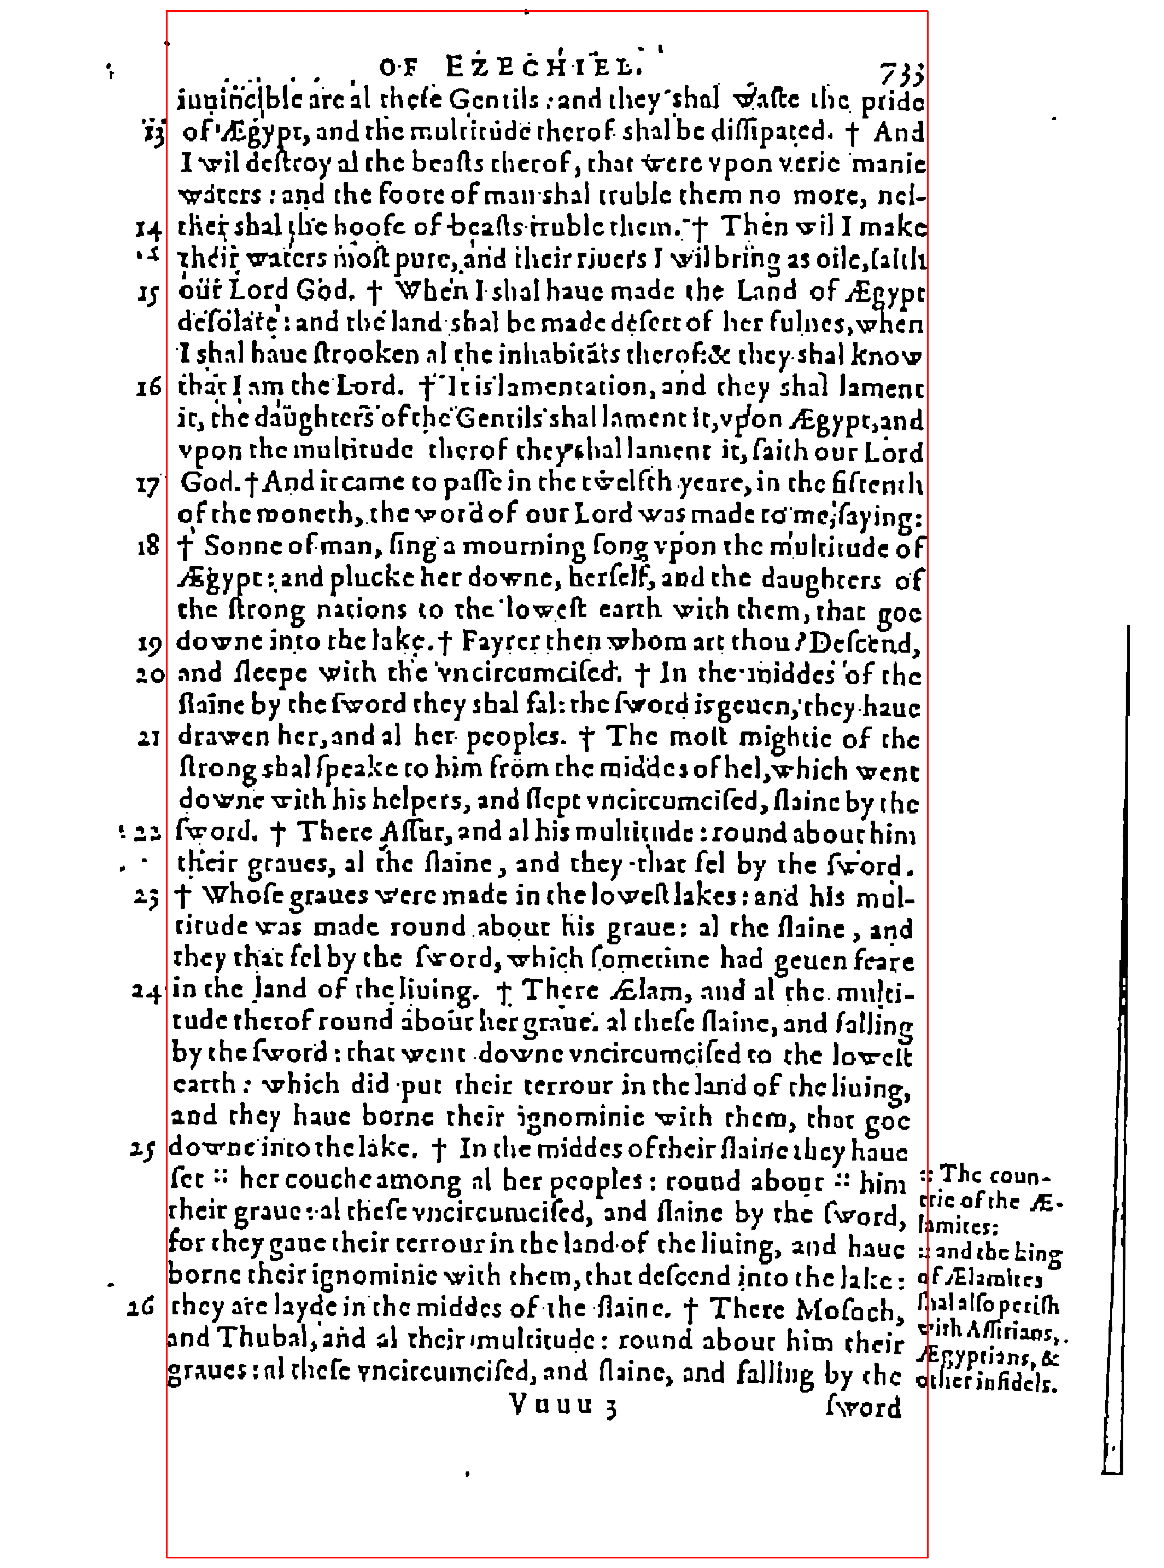 OF EZECHIEL. 733
inuincible are al theſe Gentils: and they shal waſte the pride
13 of Ægypt, and the multitude therof shal be diſſipated. † And
I wil deſtroy al the beaſts therof, that were vpon verie manie
waters: and the foote of man shal truble them no more, nei-
ther shal the hoofe of beaſts truble them. 
14 † Then wil I make
their waters moſt pure, and their riuers I wil bring as oile, ſaith
15 our Lord God. † When I shal haue made the Land of Ægypt
deſolate: and the land shal be made deſert of her fulnes, when
I shal haue ſtrooken al the inhabitāts therof: & they shal know
16 that I am the Lord. † It is lamentation, and they shal lament
it, the daughters of the Gentils shal lament it, vpon Ægypt, and
vpon the multitude therof they shal lament it, ſaith our Lord
17 God. † And it came to paſſe in the twelfth yeare, in the fiftenth
of the moneth, the word of our Lord was made to me, ſaying:
18 † Sonne of man, ſing a mourning ſong vpon the multitude of
Ægypt: and plucke her downe, herſelf, and the daughters of
the ſtrong nations to the loweſt earth with them, that goe
19 downe into the lake. † Fayrer then whom art thou? Deſcend,
20 and ſleepe with the vncircumciſed. † In the middes of the
ſlaine by the ſword they shal fal: the ſword is geuen, they haue
21 drawen her, and al her peoples. † The moſt mightie of the
ſtrong shal ſpeake to him from the middes of hel, which went
downe with his helpers, and ſlept vncircumciſed, ſlaine by the
22 ſword. † There Aſſur, and al his multitude: round about him
their graues, al the ſlaine, and they that fel by the ſword.
23 † Whoſe graues were made in the loweſt lakes: and his mul-
titude was made round about his graue: al the ſlaine, and
they that fel by the ſword, which ſometime had geuen feare
24 in the land of the liuing. † There Ælam, and al the multi-
tude therof round about her graue. al theſe ſlaine, and falling
by the ſword: that went downe vncircumciſed to the loweſt
earth: which did put their terrour in the land of the liuing,
and they haue borne their ignominie with them, that goe
25 downe into the lake. † In the middes of their ſlaine they haue
ſet :: her couche among al her peoples: round about :: him
their graue: al theſe vncircumciſed, and ſlaine by the ſword,
for they gaue their terrour in the land of the liuing, and haue
borne their ignominie with them, that deſcend into the lake:
26 they are layde in the middes of the ſlaine. † There Moſoch,
and Thubal, and al their multitude: round about him their
graues: al theſe vncircumciſed, and ſlaine, and falling by the
Vuuu 3 ſword
:: The coun-
trie of the Æ-
lamites:
:: and the king
of Ælamites
ſhal alſo periſh
with Aſſirians,
Ægyptians, &
other infidels.